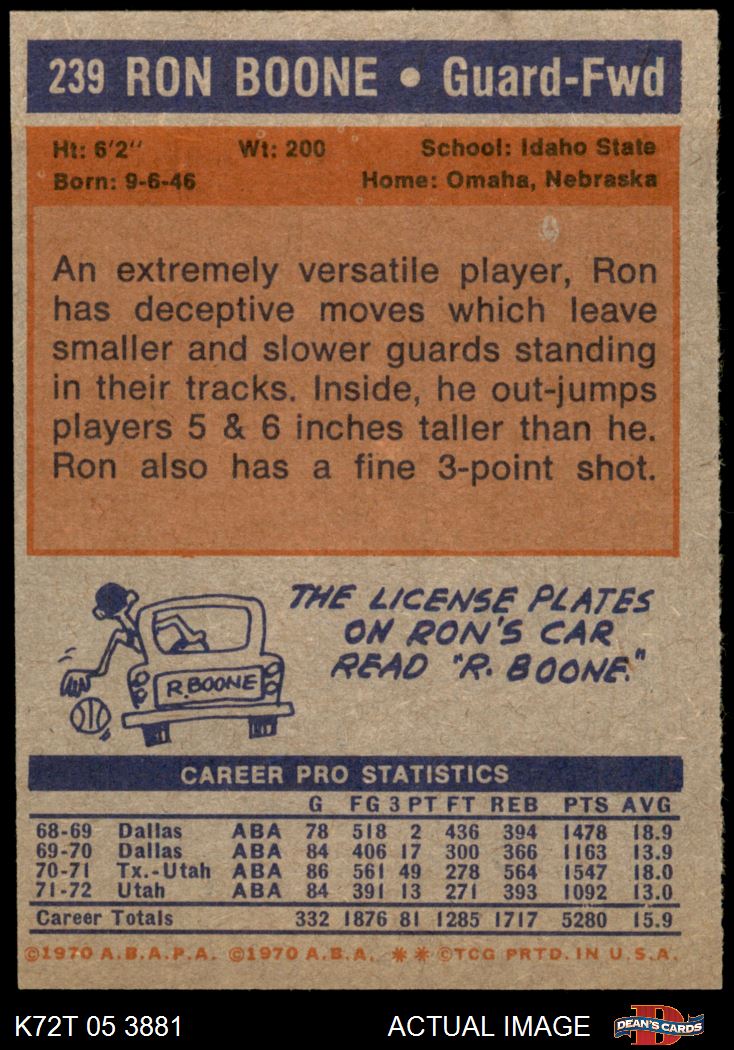 239 RON BOONE • Guard-Fwd
Ht: 6'2" Wt: 200 School: Idaho State
Born: 9-6-46 Home: Omaha, Nebraska
An extremely versatile player, Ron
has deceptive moves which leave
smaller and slower guards standing
in their tracks. Inside, he out-jumps
players 5 & 6 inches taller than he.
Ron also has a fine 3-point shot.
THE LICENSE PLATES
ON RON'S CAR
READ "R. BOONE."
R. BOONE
CAREER PRO STATISTICS
G FG 3 PT FT REB PTS AVG
68-69 Dallas ABA 78 518 2 436 394 1478 18.9
69-70 Dallas ABA 84 406 17 300 366 1163 13.9
70-71 Tx.-Utah ABA 86 561 49 278 564 1547 18.0
71-72 Utah ABA 84 391 13 271 393 1092 13.0
Career Totals 332 1876 81 1285 1717 5280 15.9
©1970 A.B.A.P.A. ©1970 A.B.A. ** ©TCG PRTD. IN U.S.A.
K72T 05 3881 ACTUAL IMAGE DEAN'S CARDS